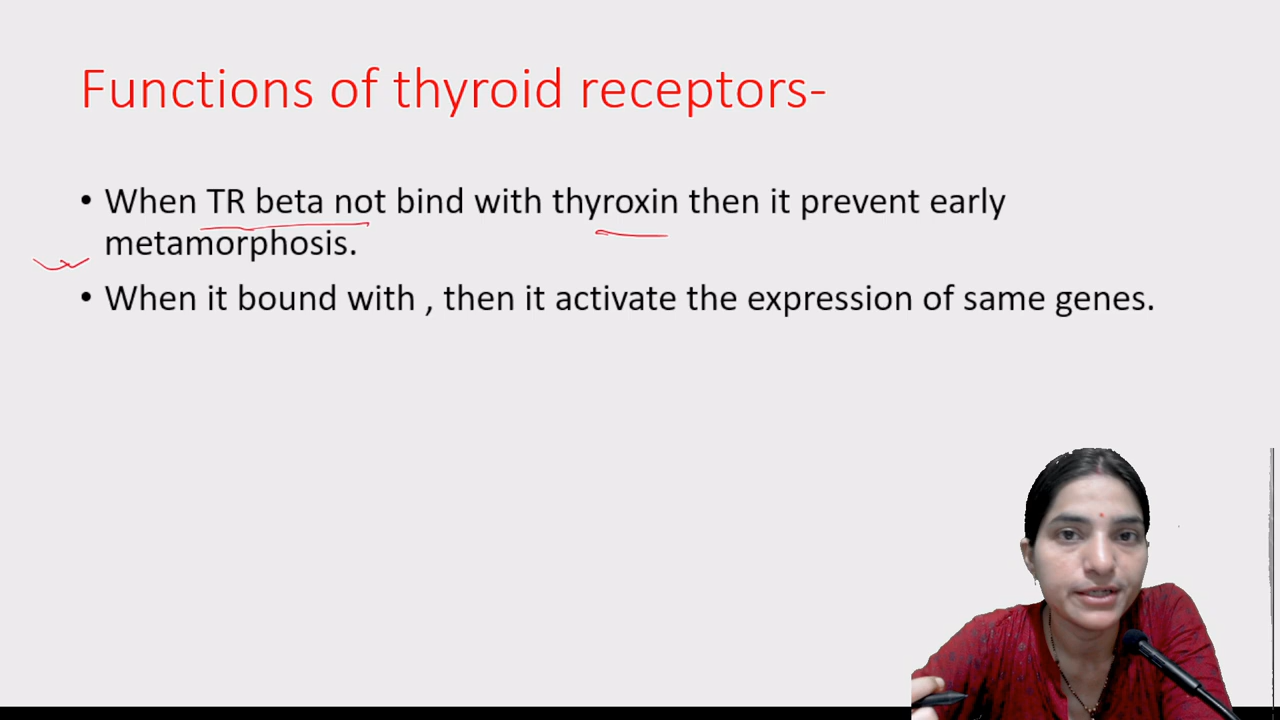 Functions of thyroid receptors-
• When TR beta not bind with thyroxin then it prevent early
metamorphosis.
• When it bound with , then it activate the expression of same genes.